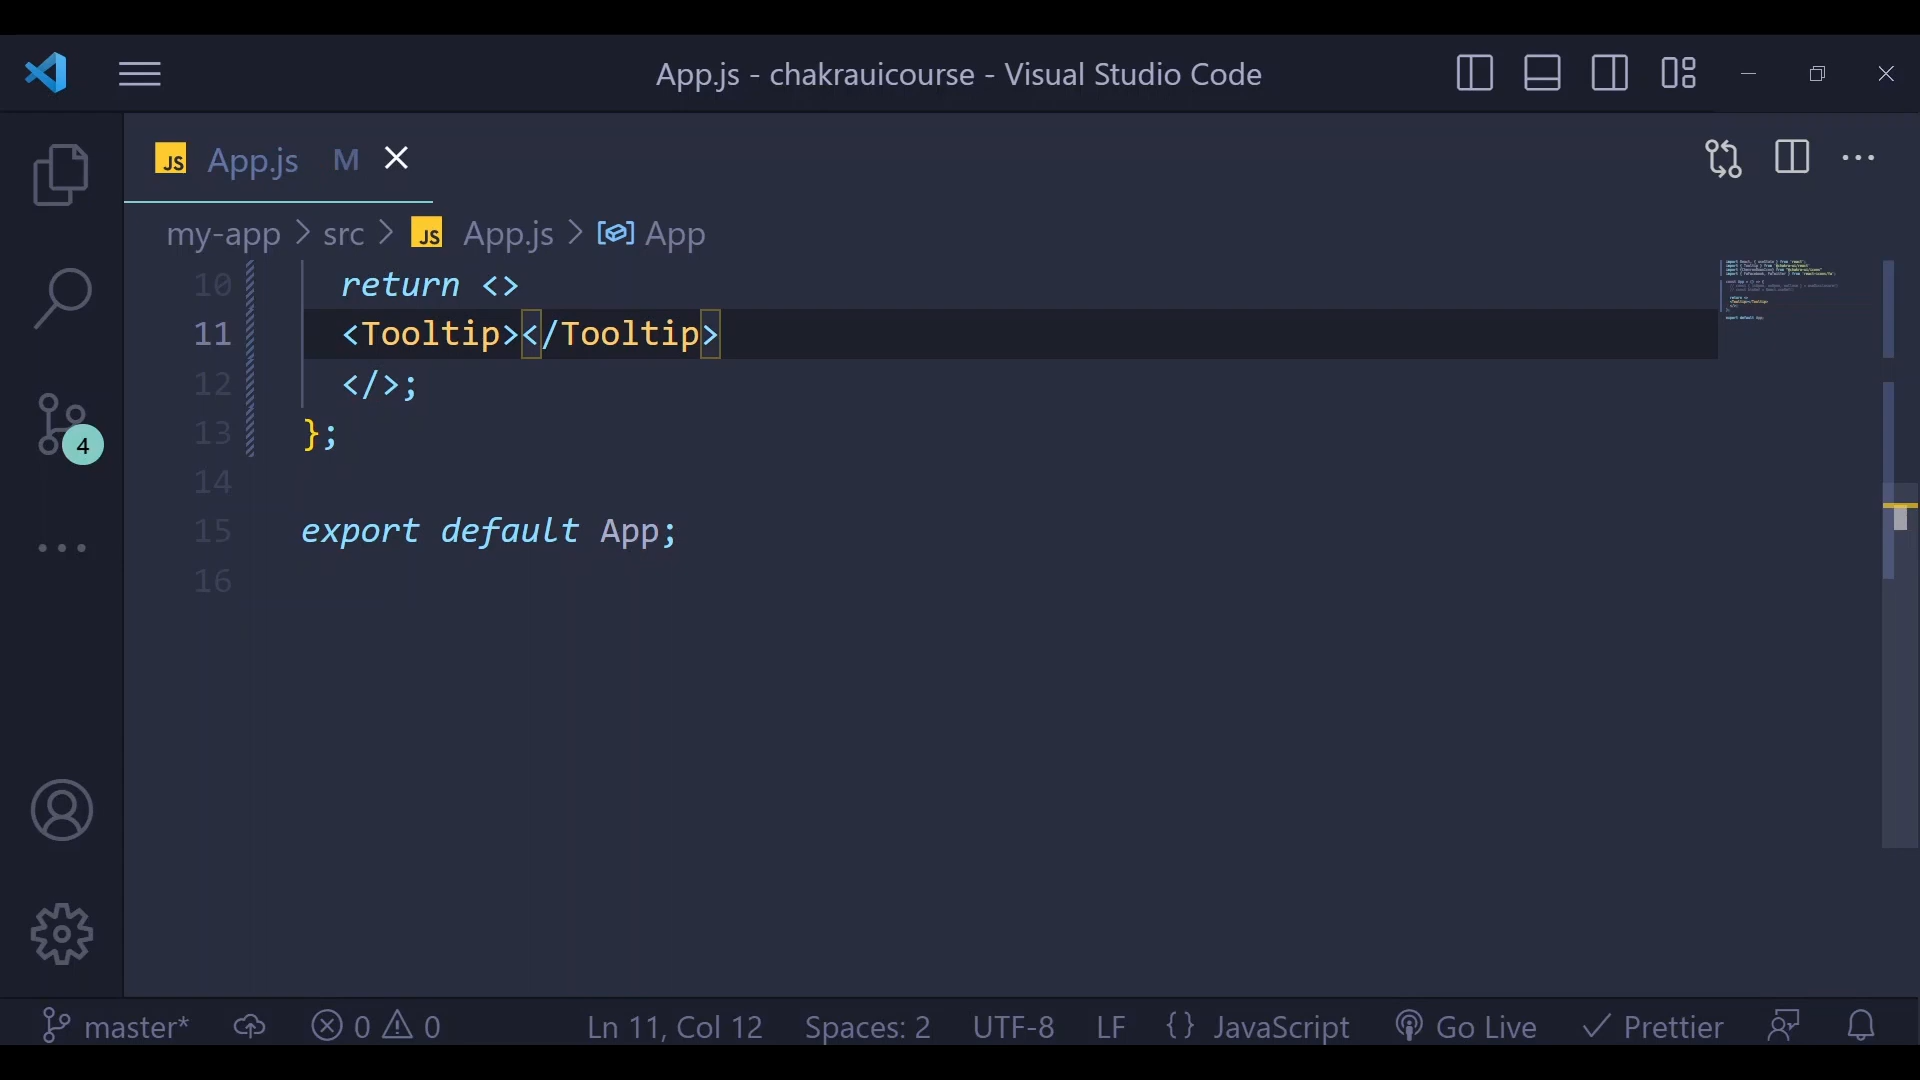 App.js - chakrauicourse - Visual Studio Code
JS App.js M
my-app > src > JS App.js > App
10 return <>
11 <Tooltip></Tooltip>
12 </>;
13 };
14
15 export default App;
16
4
master* 0 0 Ln 11, Col 12 Spaces: 2 UTF-8 LF {} JavaScript Go Live Prettier